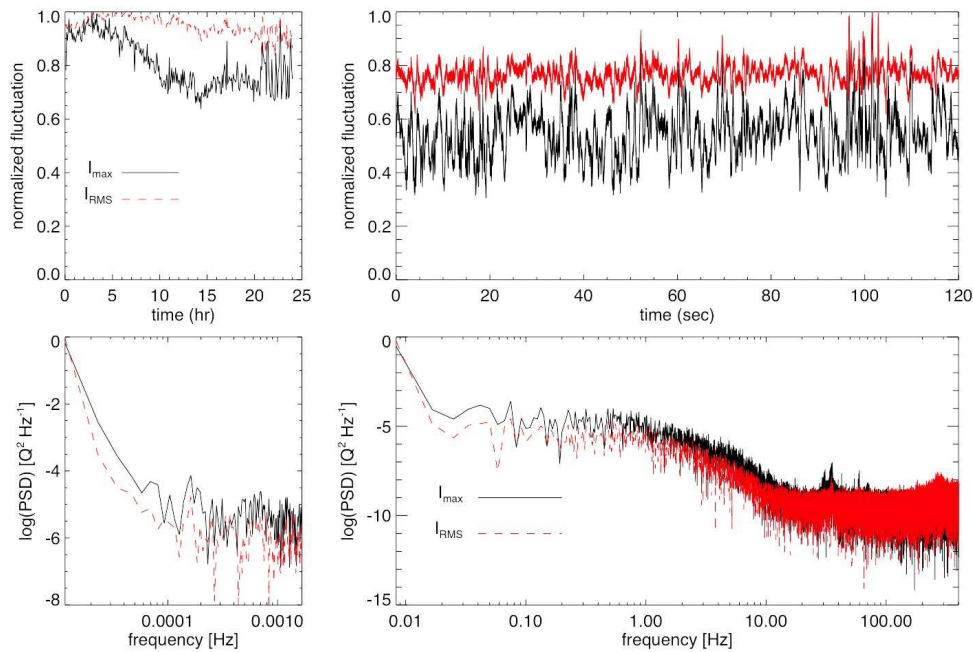 1.0
0.8
0.6
0.4
0.2
0.0
normalized fluctuation
I_max
I_RMS
0 5 10 15 20 25
time (hr)
1.0
0.8
0.6
0.4
0.2
0.0
normalized fluctuation
0 20 40 60 80 100 120
time (sec)
0
-2
-4
-6
-8
log(PSD) [Q² Hz⁻¹]
0.0001 0.0010
frequency [Hz]
0
-5
-10
-15
log(PSD) [Q² Hz⁻¹]
I_max
I_RMS
0.01 0.10 1.00 10.00 100.00
frequency [Hz]